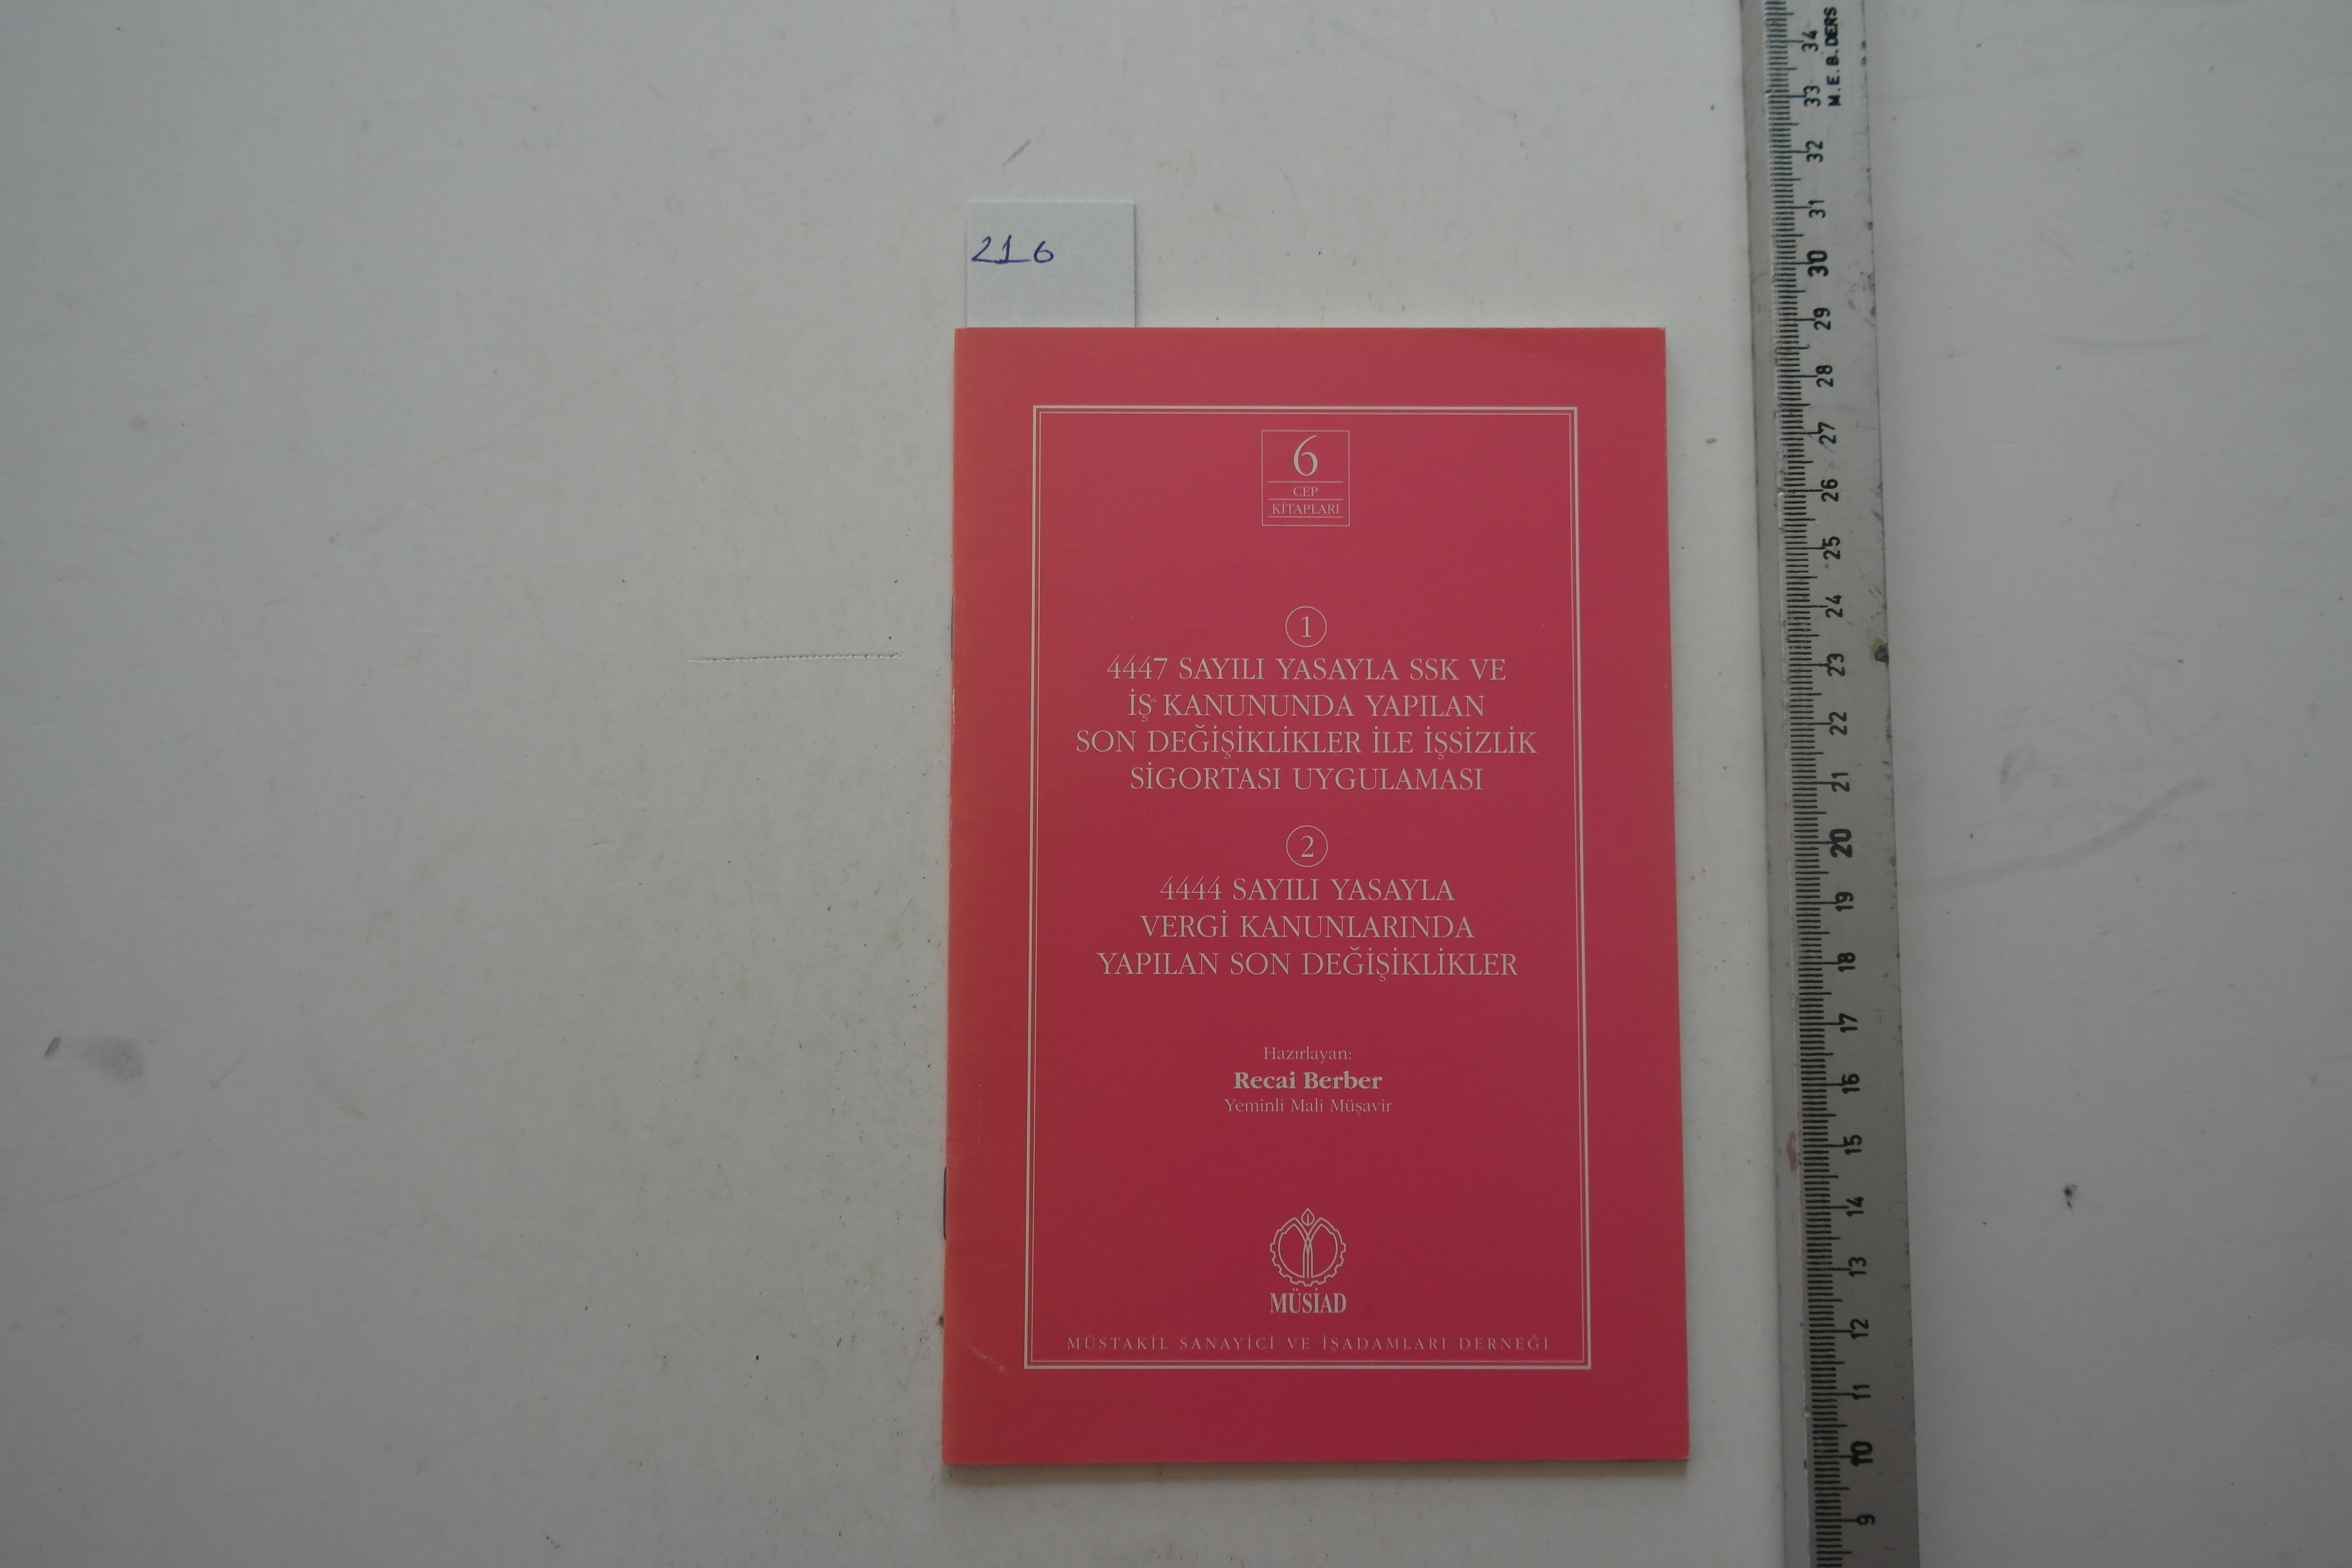 216
6
CEP
KİTAPLARI
1
4447 SAYILI YASAYLA SSK VE
İŞ KANUNUNDA YAPILAN
SON DEĞİŞİKLİKLER İLE İŞSİZLİK
SİGORTASI UYGULAMASI
2
4444 SAYILI YASAYLA
VERGİ KANUNLARINDA
YAPILAN SON DEĞİŞİKLİKLER
Hazırlayan:
Recai Berber
Yeminli Mali Müşavir
MÜSİAD
MÜSTAKİL SANAYİCİ VE İŞADAMLARI DERNEĞİ
M.E.B. DERS
34
33
32
31
30
29
28
27
26
25
24
23
22
21
20
19
18
17
16
15
14
13
12
11
10
9